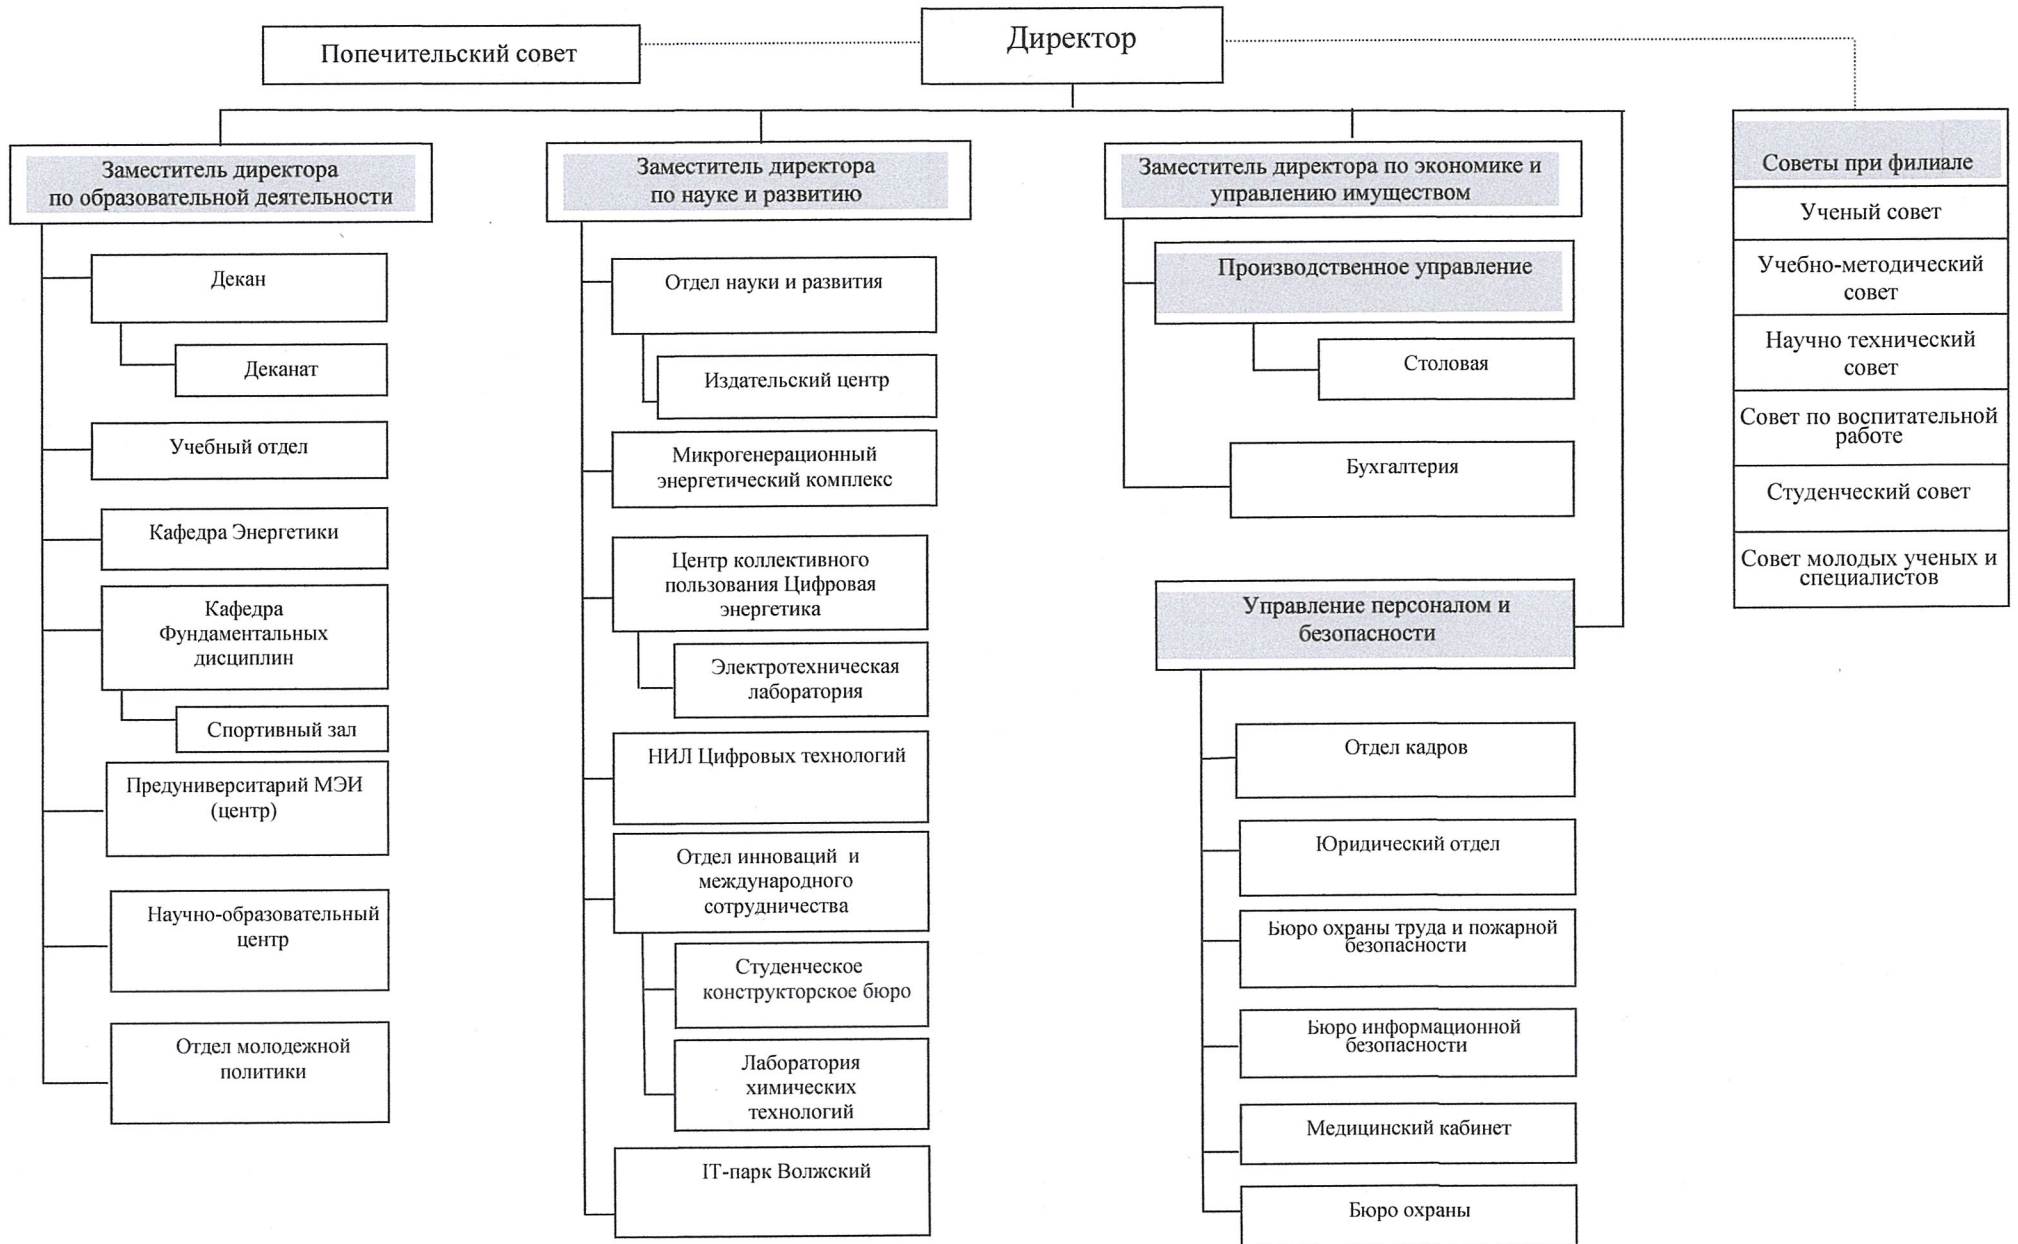 Попечительский совет
Директор
Заместитель директора
по образовательной деятельности
Декан
Деканат
Учебный отдел
Кафедра Энергетики
Кафедра
Фундаментальных
дисциплин
Спортивный зал
Предуниверситарий МЭИ
(центр)
Научно-образовательный
центр
Отдел молодежной
политики
Заместитель директора
по науке и развитию
Отдел науки и развития
Издательский центр
Микрогенерационный
энергетический комплекс
Центр коллективного
пользования Цифровая
энергетика
Электротехническая
лаборатория
НИЛ Цифровых технологий
Отдел инноваций и
международного
сотрудничества
Студенческое
конструкторское бюро
Лаборатория
химических
технологий
IT-парк Волжский
Заместитель директора по экономике и
управлению имуществом
Производственное управление
Столовая
Бухгалтерия
Управление персоналом и
безопасности
Отдел кадров
Юридический отдел
Бюро охраны труда и пожарной
безопасности
Бюро информационной
безопасности
Медицинский кабинет
Бюро охраны
Советы при филиале
Ученый совет
Учебно-методический
совет
Научно технический
совет
Совет по воспитательной
работе
Студенческий совет
Совет молодых ученых и
специалистов